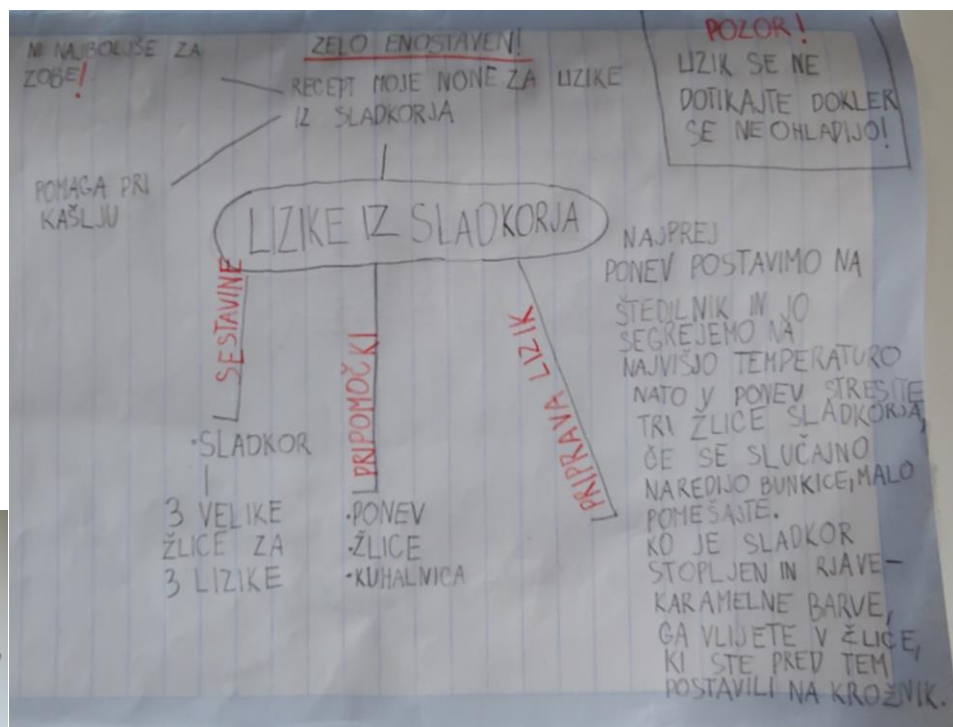 NI NAJBOLJŠE ZA
ZOBE!
ZELO ENOSTAVEN!
RECEPT MOJE NONE ZA LIZIKE
IZ SLADKORJA
POZOR!
LIZIK SE NE
DOTIKAJTE DOKLER
SE NE OHLADIJO!
POMAGA PRI
KAŠLJU
LIZIKE IZ SLADKORJA
SESTAVINE
•SLADKOR
3 VELIKE
ŽLICE ZA
3 LIZIKE
PRIPOMOČKI
•PONEV
•ŽLICE
•KUHALNICA
PRIPRAVA LIZIK
NAJPREJ
PONEV POSTAVIMO NA
ŠTEDILNIK IN JO
SEGREJEMO NA
NAJVIŠJO TEMPERATURO
NATO V PONEV STRESITE
TRI ŽLICE SLADKORJA,
ČE SE SLUČAJNO
NAREDIJO BUNKICE, MALO
POMEŠAJTE.
KO JE SLADKOR
STOPLJEN IN RJAVE-
KARAMELNE BARVE,
GA VLIJETE V ŽLICE,
KI STE PRED TEM
POSTAVILI NA KROŽNIK.